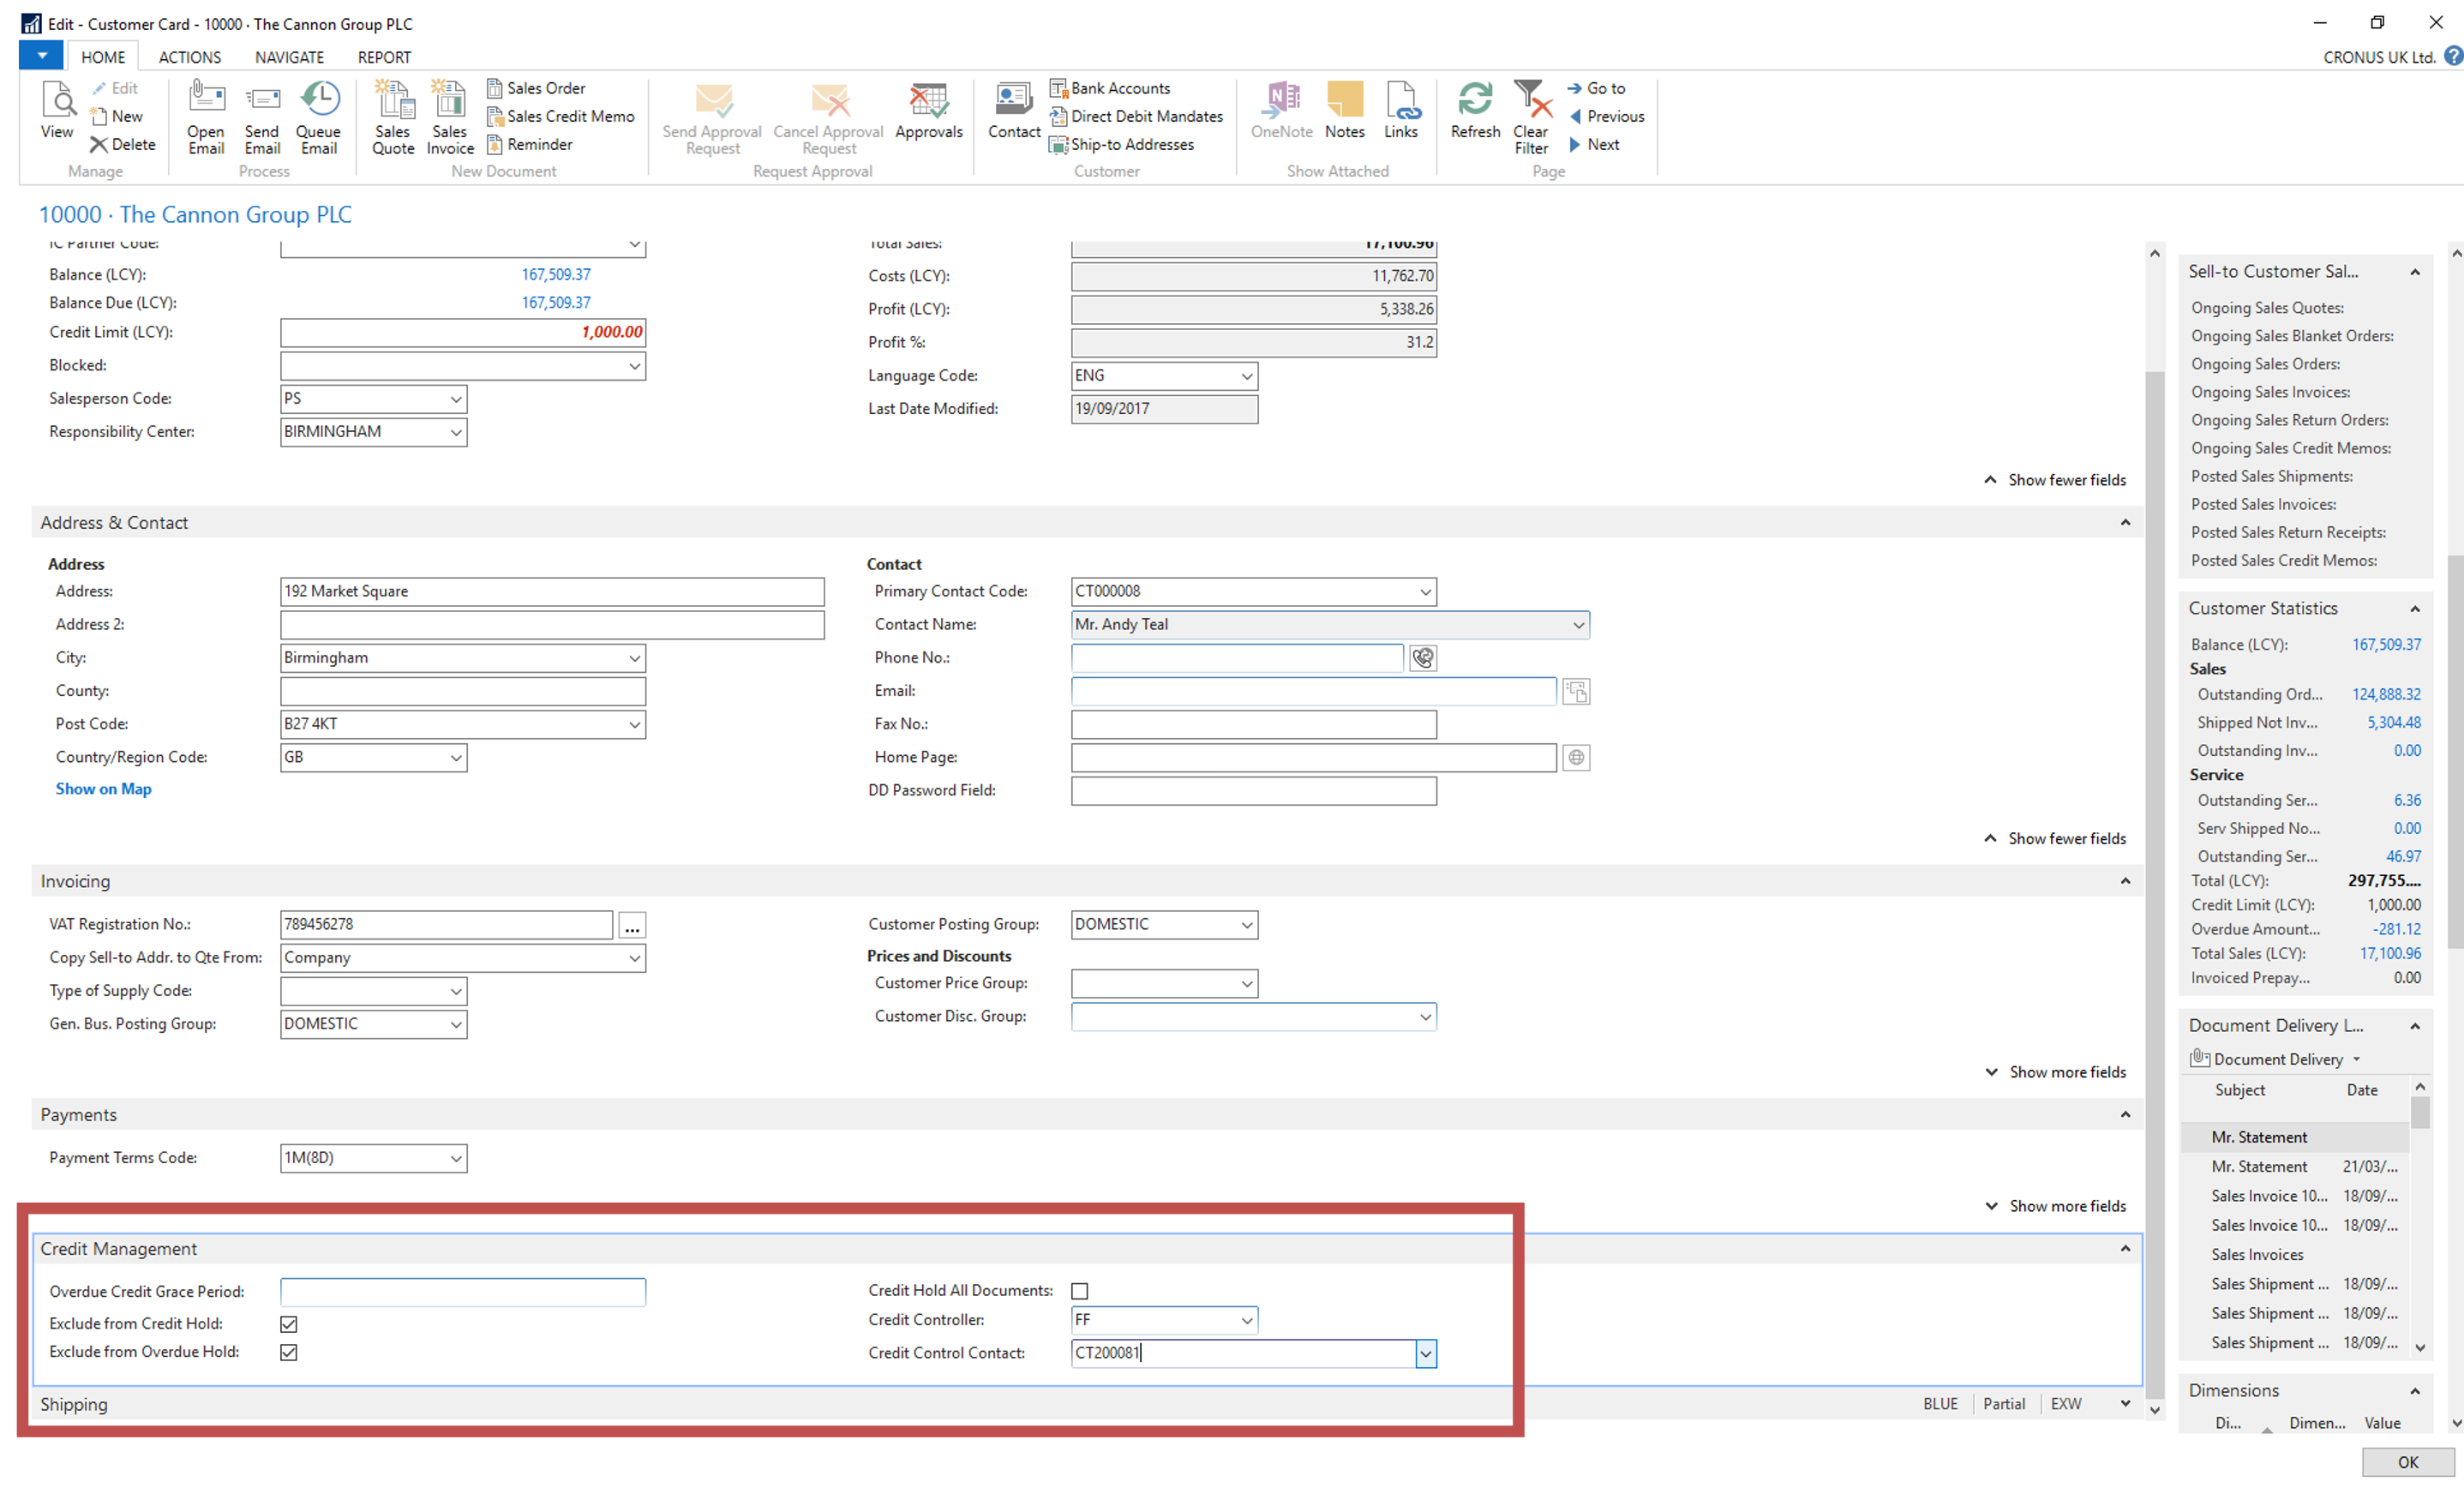 Edit - Customer Card - 10000 · The Cannon Group PLC
HOME ACTIONS NAVIGATE REPORT
CRONUS UK Ltd. ?
View
Edit
New
Delete
Manage
Open Email
Send Email
Queue Email
Process
Sales Quote
Sales Invoice
Sales Order
Sales Credit Memo
Reminder
New Document
Send Approval Request
Cancel Approval Request
Approvals
Request Approval
Contact
Bank Accounts
Direct Debit Mandates
Ship-to Addresses
Customer
OneNote
Notes
Links
Show Attached
Refresh
Clear Filter
Go to
Previous
Next
Page
10000 · The Cannon Group PLC
IC Partner Code:
Balance (LCY): 167,509.37
Balance Due (LCY): 167,509.37
Credit Limit (LCY): 1,000.00
Blocked:
Salesperson Code: PS
Responsibility Center: BIRMINGHAM
Total Sales: 17,100.96
Costs (LCY): 11,762.70
Profit (LCY): 5,338.26
Profit %: 31.2
Language Code: ENG
Last Date Modified: 19/09/2017
Show fewer fields
Address & Contact
Address
Address: 192 Market Square
Address 2:
City: Birmingham
County:
Post Code: B27 4KT
Country/Region Code: GB
Show on Map
Contact
Primary Contact Code: CT000008
Contact Name: Mr. Andy Teal
Phone No.:
Email:
Fax No.:
Home Page:
DD Password Field:
Show fewer fields
Invoicing
VAT Registration No.: 789456278 ...
Copy Sell-to Addr. to Qte From: Company
Type of Supply Code:
Gen. Bus. Posting Group: DOMESTIC
Customer Posting Group: DOMESTIC
Prices and Discounts
Customer Price Group:
Customer Disc. Group:
Show more fields
Payments
Payment Terms Code: 1M(8D)
Show more fields
Credit Management
Overdue Credit Grace Period:
Exclude from Credit Hold:
Exclude from Overdue Hold:
Credit Hold All Documents:
Credit Controller: FF
Credit Control Contact: CT200081
Shipping BLUE Partial EXW
Sell-to Customer Sal...
Ongoing Sales Quotes:
Ongoing Sales Blanket Orders:
Ongoing Sales Orders:
Ongoing Sales Invoices:
Ongoing Sales Return Orders:
Ongoing Sales Credit Memos:
Posted Sales Shipments:
Posted Sales Invoices:
Posted Sales Return Receipts:
Posted Sales Credit Memos:
Customer Statistics
Balance (LCY): 167,509.37
Sales
Outstanding Ord... 124,888.32
Shipped Not Inv... 5,304.48
Outstanding Inv... 0.00
Service
Outstanding Ser... 6.36
Serv Shipped No... 0.00
Outstanding Ser... 46.97
Total (LCY): 297,755....
Credit Limit (LCY): 1,000.00
Overdue Amount... -281.12
Total Sales (LCY): 17,100.96
Invoiced Prepay... 0.00
Document Delivery L...
Document Delivery
Subject Date
Mr. Statement
Mr. Statement 21/03/...
Sales Invoice 10... 18/09/...
Sales Invoice 10... 18/09/...
Sales Invoices
Sales Shipment ... 18/09/...
Sales Shipment ... 18/09/...
Sales Shipment ... 18/09/...
Dimensions
Di... Dimen... Value
OK